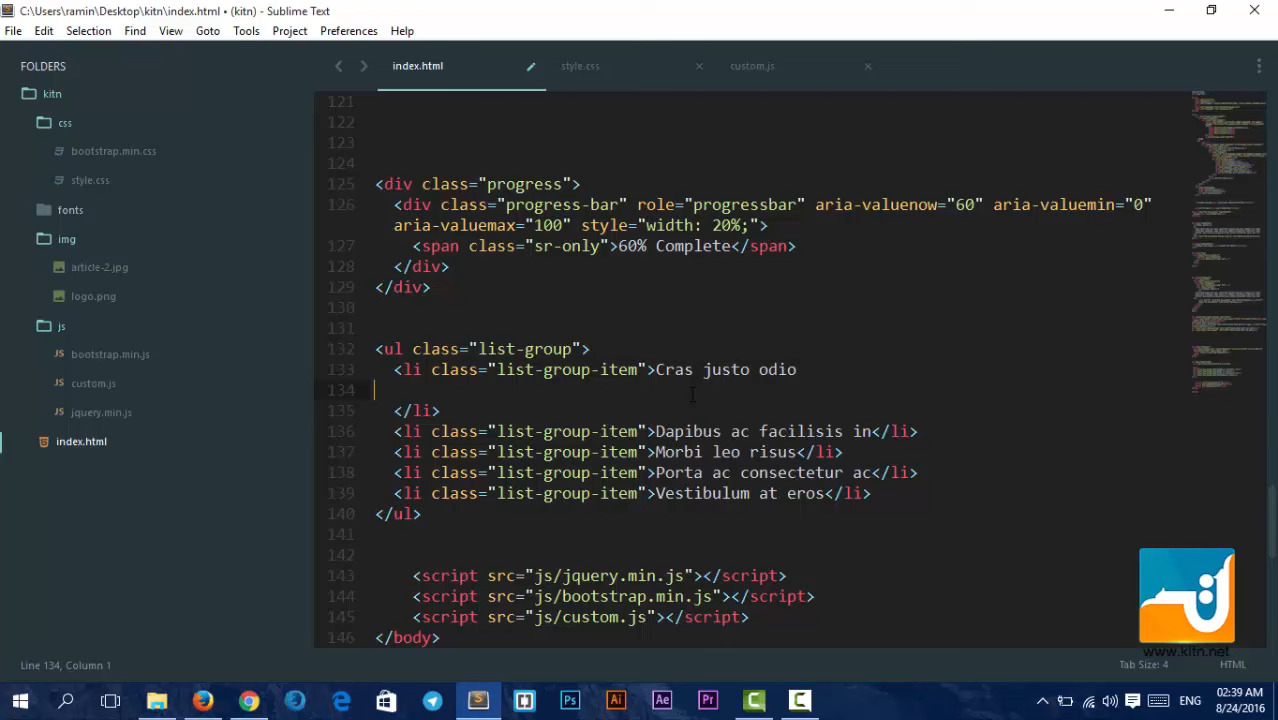 C:\Users\ramin\Desktop\kitn\index.html • (kitn) - Sublime Text
File Edit Selection Find View Goto Tools Project Preferences Help
FOLDERS
kitn
css
bootstrap.min.css
style.css
fonts
img
article-2.jpg
logo.png
js
JS bootstrap.min.js
JS custom.js
JS jquery.min.js
index.html
index.html style.css custom.js
121
122
123
124
125 <div class="progress">
126 <div class="progress-bar" role="progressbar" aria-valuenow="60" aria-valuemin="0"
aria-valuemax="100" style="width: 20%;">
127 <span class="sr-only">60% Complete</span>
128 </div>
129 </div>
130
131
132 <ul class="list-group">
133 <li class="list-group-item">Cras justo odio
134
135 </li>
136 <li class="list-group-item">Dapibus ac facilisis in</li>
137 <li class="list-group-item">Morbi leo risus</li>
138 <li class="list-group-item">Porta ac consectetur ac</li>
139 <li class="list-group-item">Vestibulum at eros</li>
140 </ul>
141
142
143 <script src="js/jquery.min.js"></script>
144 <script src="js/bootstrap.min.js"></script>
145 <script src="js/custom.js"></script>
146 </body>
www.kitn.net
Line 134, Column 1
Tab Size: 4 HTML
Ps Ai Ae Pr
ENG
02:39 AM
8/24/2016